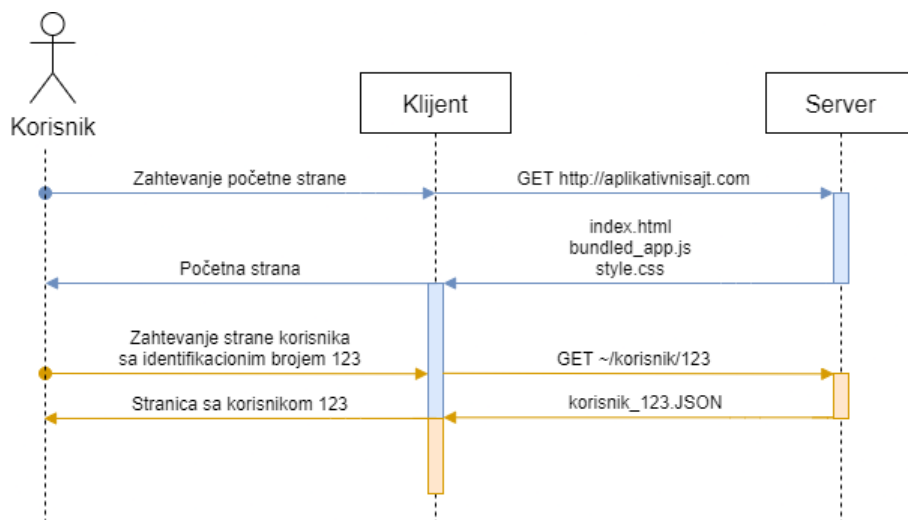 Korisnik
Klijent
Server
Zahtevanje početne strane
GET http://aplikativnisajt.com
index.html
bundled_app.js
style.css
Početna strana
Zahtevanje strane korisnika
sa identifikacionim brojem 123
GET ~/korisnik/123
Stranica sa korisnikom 123
korisnik_123.JSON